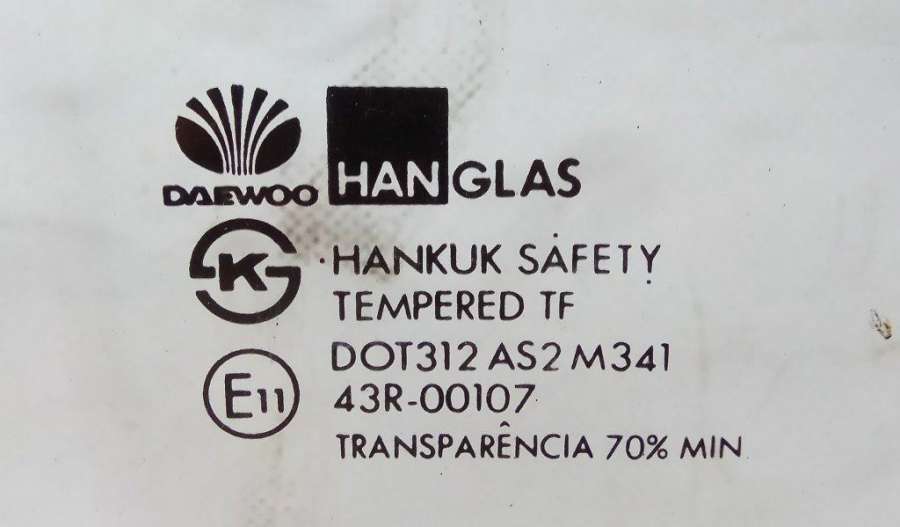 DAEWOO HANGLAS
K HANKUK SAFETY
TEMPERED TF
DOT312 AS2 M341
E11 43R-00107
TRANSPARÊNCIA 70% MIN